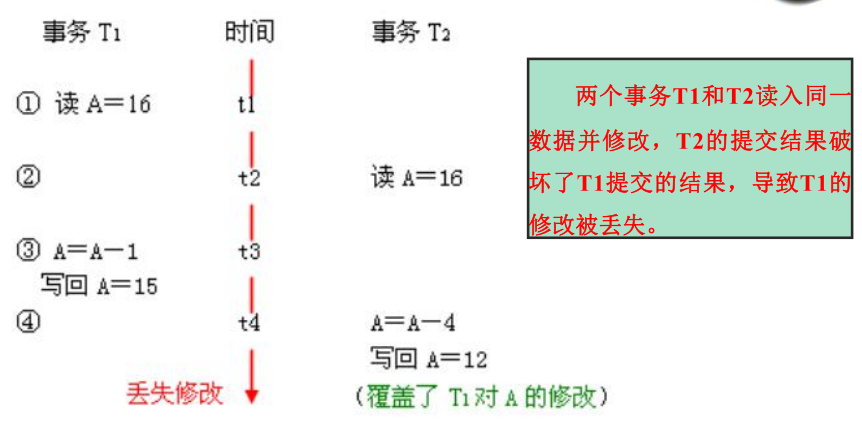 事务 T1 时间 事务 T2
① 读 A＝16 t1
② t2 读 A＝16
③ A＝A－1 t3
写回 A＝15
④ t4 A＝A－4
写回 A＝12
丢失修改 （覆盖了 T1对 A 的修改）
两个事务T1和T2读入同一
数据并修改，T2的提交结果破
坏了T1提交的结果，导致T1的
修改被丢失。